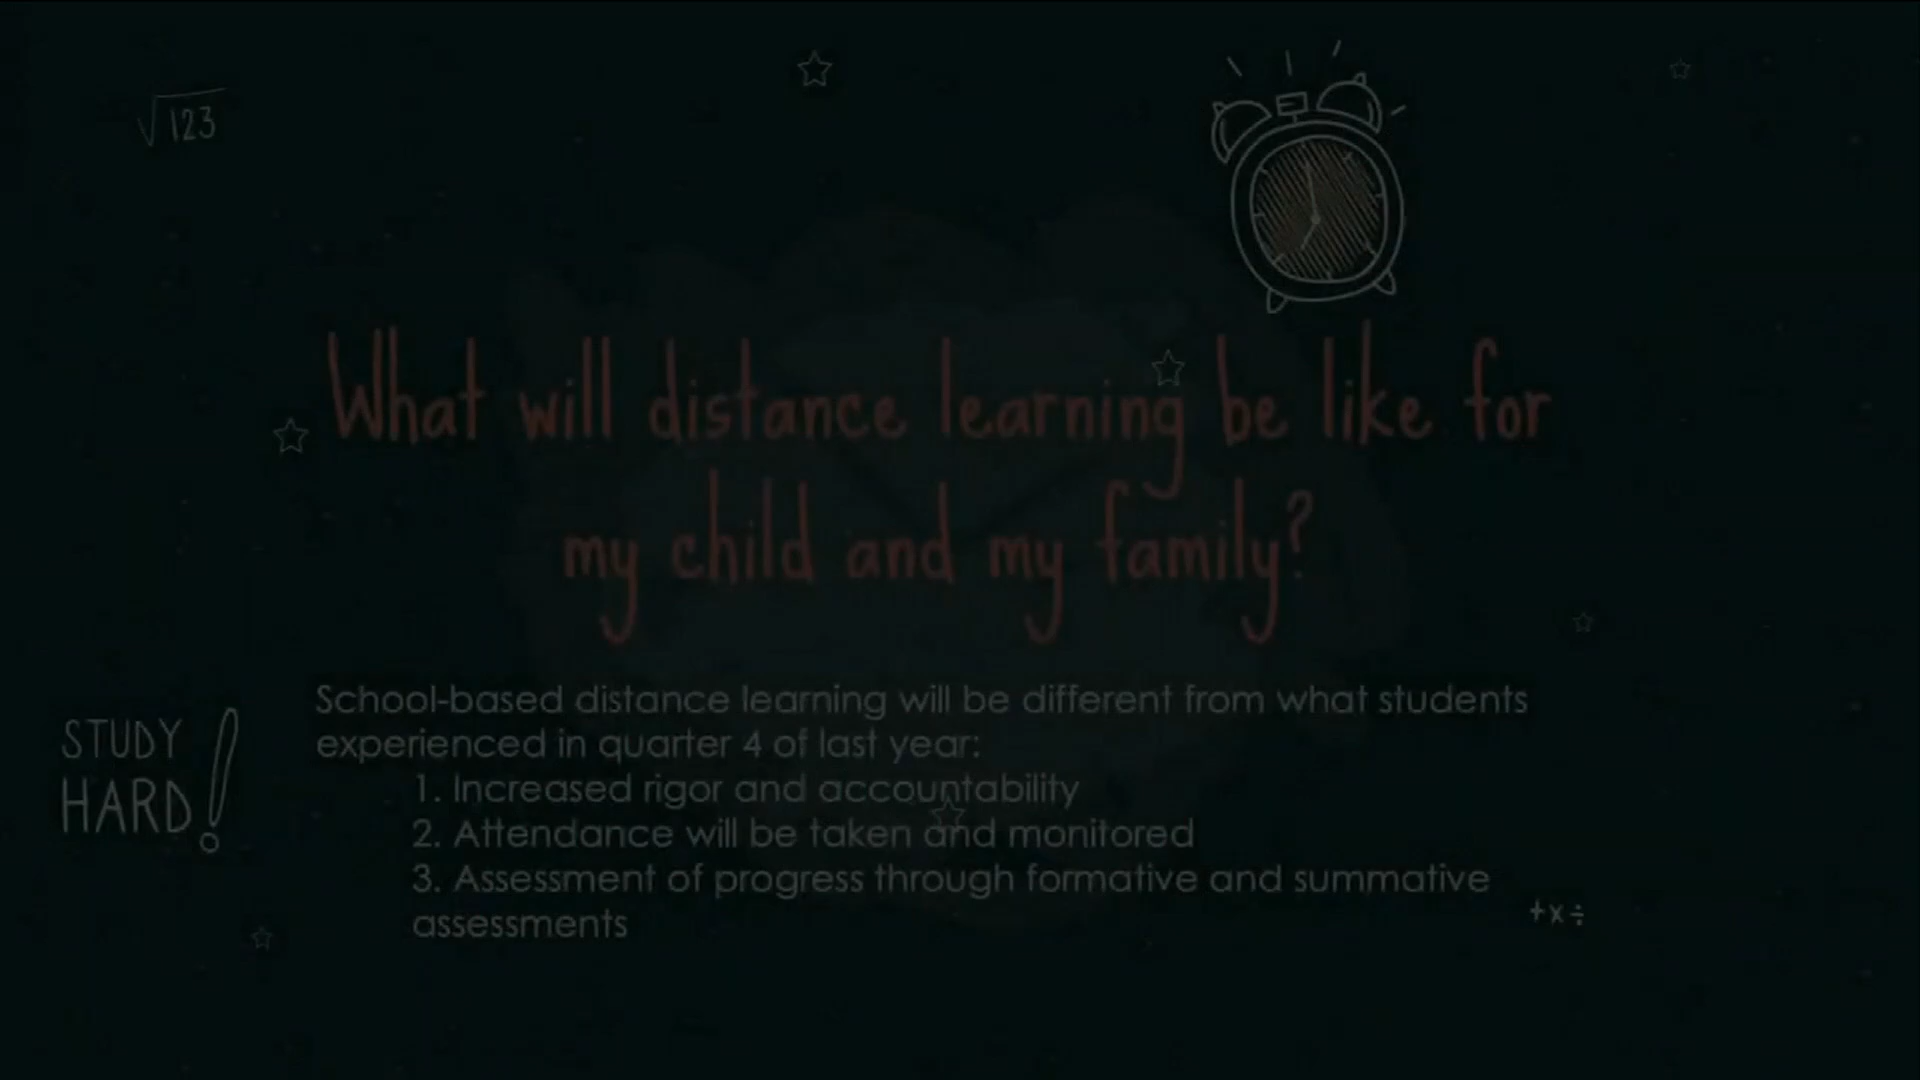 √123
What will distance learning be like for
my child and my family?
School-based distance learning will be different from what students
experienced in quarter 4 of last year:
1. Increased rigor and accountability
2. Attendance will be taken and monitored
3. Assessment of progress through formative and summative
assessments
STUDY
HARD!
+x÷